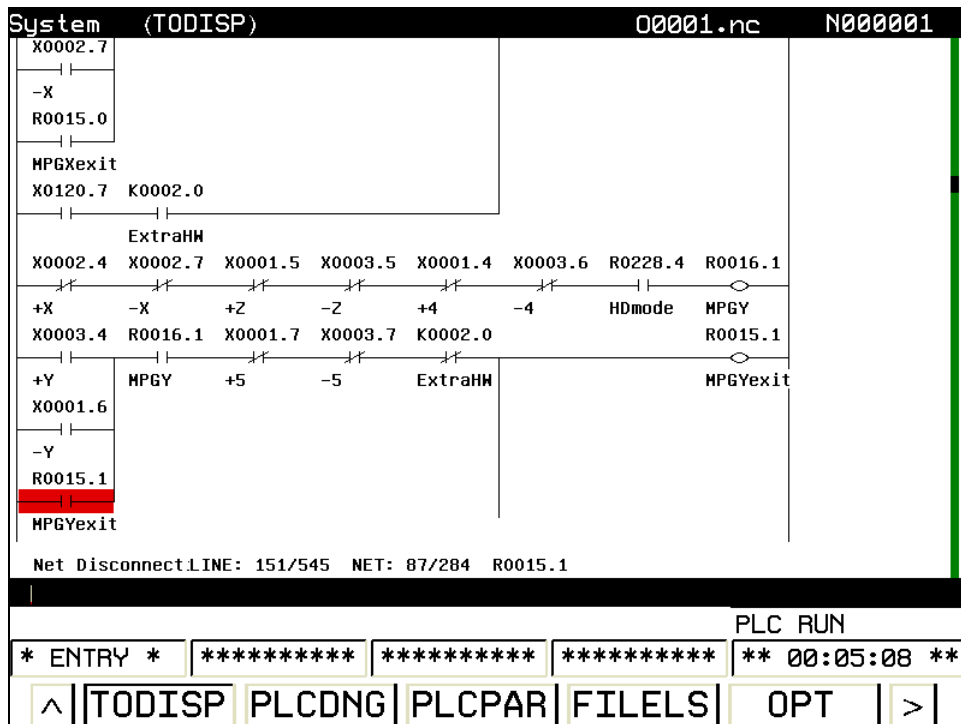 System (TODISP) O0001.nc N000001
X0002.7
-X
R0015.0
MPGXexit
X0120.7 K0002.0
ExtraHW
X0002.4 X0002.7 X0001.5 X0003.5 X0001.4 X0003.6 R0228.4 R0016.1
+X -X +Z -Z +4 -4 HDmode MPGY
X0003.4 R0016.1 X0001.7 X0003.7 K0002.0 R0015.1
+Y MPGY +5 -5 ExtraHW MPGYexit
X0001.6
-Y
R0015.1
MPGYexit
Net Disconnect:LINE: 151/545 NET: 87/284 R0015.1
PLC RUN
* ENTRY * ********** ********** ********** ** 00:05:08 **
^ TODISP PLCDNG PLCPAR FILELS OPT >